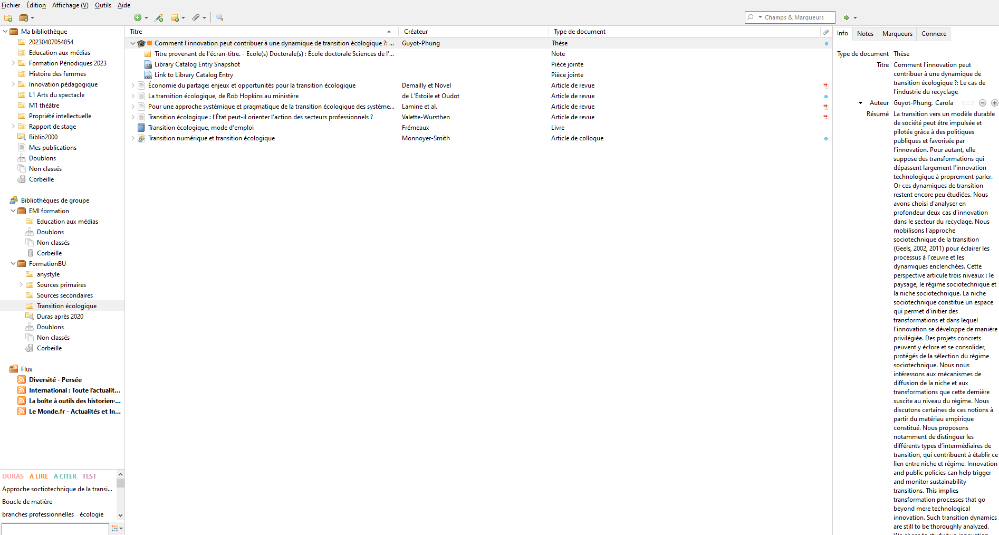 Fichier Édition Affichage (V) Outils Aide
Champs & Marqueurs
Ma bibliothèque
20230407054854
Education aux médias
Formation Périodiques 2023
Histoire des femmes
Innovation pédagogique
L1 Arts du spectacle
M1 théâtre
Propriété intellectuelle
Rapport de stage
Biblio2000
Mes publications
Doublons
Non classés
Corbeille
Bibliothèques de groupe
EMI formation
Education aux médias
Doublons
Non classés
Corbeille
FormationBU
anystyle
Sources primaires
Sources secondaires
Transition écologique
Duras après 2020
Doublons
Non classés
Corbeille
Flux
Diversité - Persée
International : Toute l’actualit...
La boîte à outils des historien·...
Le Monde.fr - Actualités et In...
DURAS A LIRE A CITER TEST
Approche soctiotechnique de la transi...
Boucle de matière
branches professionnelles écologie
Titre Créateur Type de document
Comment l'innovation peut contribuer à une dynamique de transition écologique ?: ... Guyot-Phung Thèse
Titre provenant de l'écran-titre. - Ecole(s) Doctorale(s) : École doctorale Sciences de l'... Note
Library Catalog Entry Snapshot Pièce jointe
Link to Library Catalog Entry Pièce jointe
Économie du partage: enjeux et opportunités pour la transition écologique Demailly et Novel Article de revue
La transition écologique, de Rob Hopkins au ministère de L’Estoile et Oudot Article de revue
Pour une approche systémique et pragmatique de la transition écologique des système... Lamine et al. Article de revue
Transition écologique : l’État peut-il orienter l’action des secteurs professionnels ? Valette-Wursthen Article de revue
Transition écologique, mode d'emploi Frémeaux Livre
Transition numérique et transition écologique Monnoyer-Smith Article de colloque
Info Notes Marqueurs Connexe
Type de document Thèse
Titre Comment l'innovation peut
contribuer à une dynamique de
transition écologique ?: Le cas de
l'industrie du recyclage
Auteur Guyot-Phung, Carola
Résumé La transition vers un modèle durable
de société peut être impulsée et
pilotée grâce à des politiques
publiques et favorisée par
l’innovation. Pour autant, elle
suppose des transformations qui
dépassent largement l’innovation
technologique à proprement parler.
Or ces dynamiques de transition
restent encore peu étudiées. Nous
avons choisi d’analyser en
profondeur deux cas d’innovation
dans le secteur du recyclage. Nous
mobilisons l’approche
sociotechnique de la transition
(Geels, 2002, 2011) pour éclairer les
processus à l’œuvre et les
dynamiques enclenchées. Cette
perspective articule trois niveaux : le
paysage, le régime sociotechnique et
la niche sociotechnique. La niche
sociotechnique constitue un espace
qui permet d’initier des
transformations et dans lequel
l’innovation se développe de manière
privilégiée. Des projets concrets
peuvent y éclore et se consolider,
protégés de la sélection du régime
sociotechnique. Nous nous
intéressons aux mécanismes de
diffusion de la niche et aux
transformations que cette dernière
suscite au niveau du régime. Nous
discutons certaines de ces notions à
partir du matériau empirique
constitué. Nous proposons
notamment de distinguer les
différents types d’intermédiaires de
transition, qui contribuent à établir ce
lien entre niche et régime. Innovation
and public policies can help trigger
and monitor sustainability
transitions. This implies
transformation processes that go
beyond mere technological
innovation. Such transition dynamics
are still to be thoroughly analyzed.
We chose to study two innovation